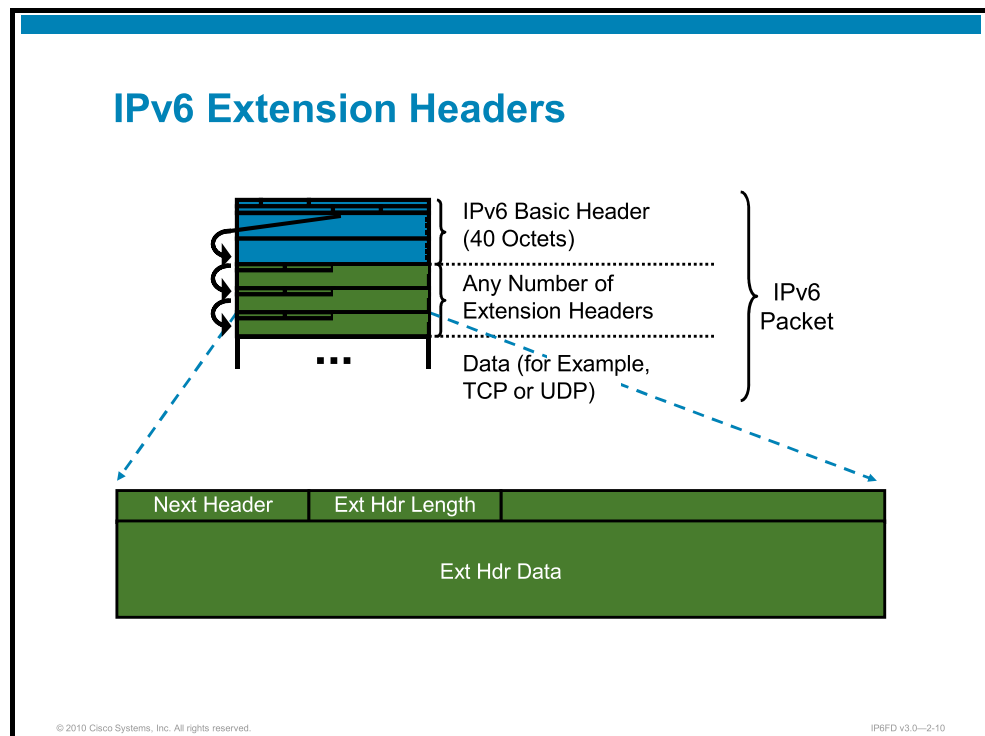 IPv6 Extension Headers
IPv6 Basic Header
(40 Octets)
Any Number of
Extension Headers
IPv6
Packet
...
Data (for Example,
TCP or UDP)
Next Header
Ext Hdr Length
Ext Hdr Data
© 2010 Cisco Systems, Inc. All rights reserved.
IP6FD v3.0—2-10